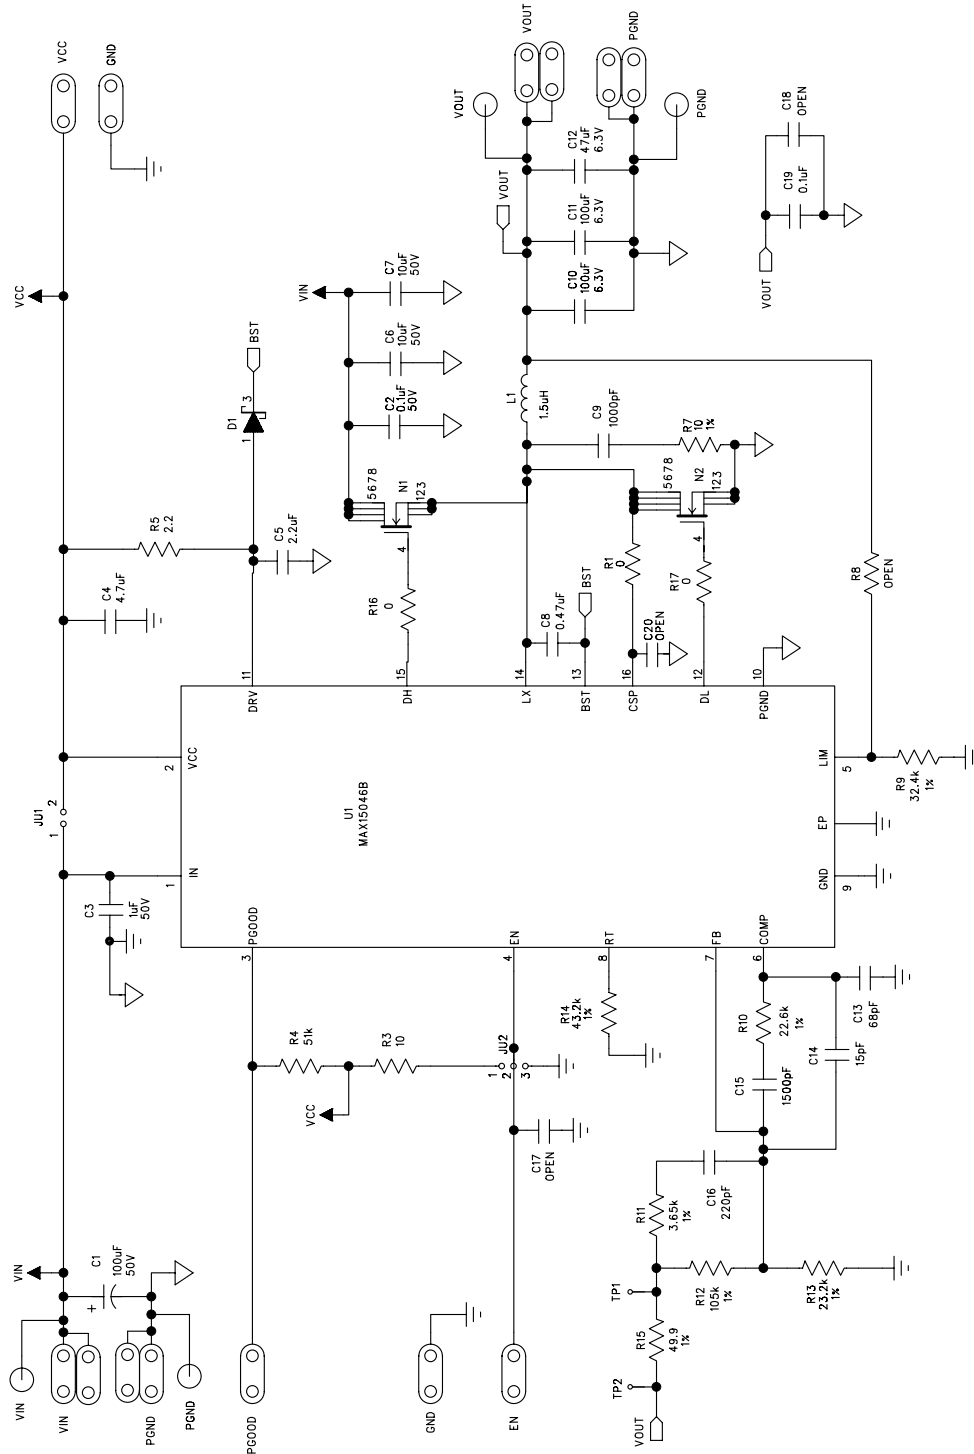 VCC
GND
VCC
BST
D1
1
3
R5
2.2
C4
4.7uF
C5
2.2uF
JU1
1
2
C3
1uF
50V
VIN
C1
100uF
50V
+
VIN
VIN
PGND
PGND
VIN
C7
10uF
50V
C6
10uF
50V
C2
0.1uF
50V
5678
N1
123
4
R16
0
VOUT
VOUT
VOUT
PGND
PGND
C12
47uF
6.3V
C11
100uF
6.3V
C10
100uF
6.3V
L1
1.5uH
C9
1000pF
R7
10
1%
5678
N2
123
4
R1
0
R17
0
C8
0.47uF
BST
C20
OPEN
C18
OPEN
C19
0.1uF
VOUT
R8
OPEN
R9
32.4k
1%
U1
MAX15046B
IN
1
VCC
2
DRV
11
DH
15
LX
14
BST
13
CSP
16
DL
12
PGND
10
LIM
5
EP
GND
9
PGOOD
3
EN
4
RT
8
FB
7
COMP
6
R4
51k
VCC
R3
10
JU2
1
2
3
C17
OPEN
R14
43.2k
1%
R10
22.6k
1%
C13
68pF
C14
15pF
C15
1500pF
C16
220pF
R11
3.65k
1%
R12
105k
1%
R13
23.2k
1%
TP1
R15
49.9
1%
TP2
VOUT
PGOOD
GND
EN